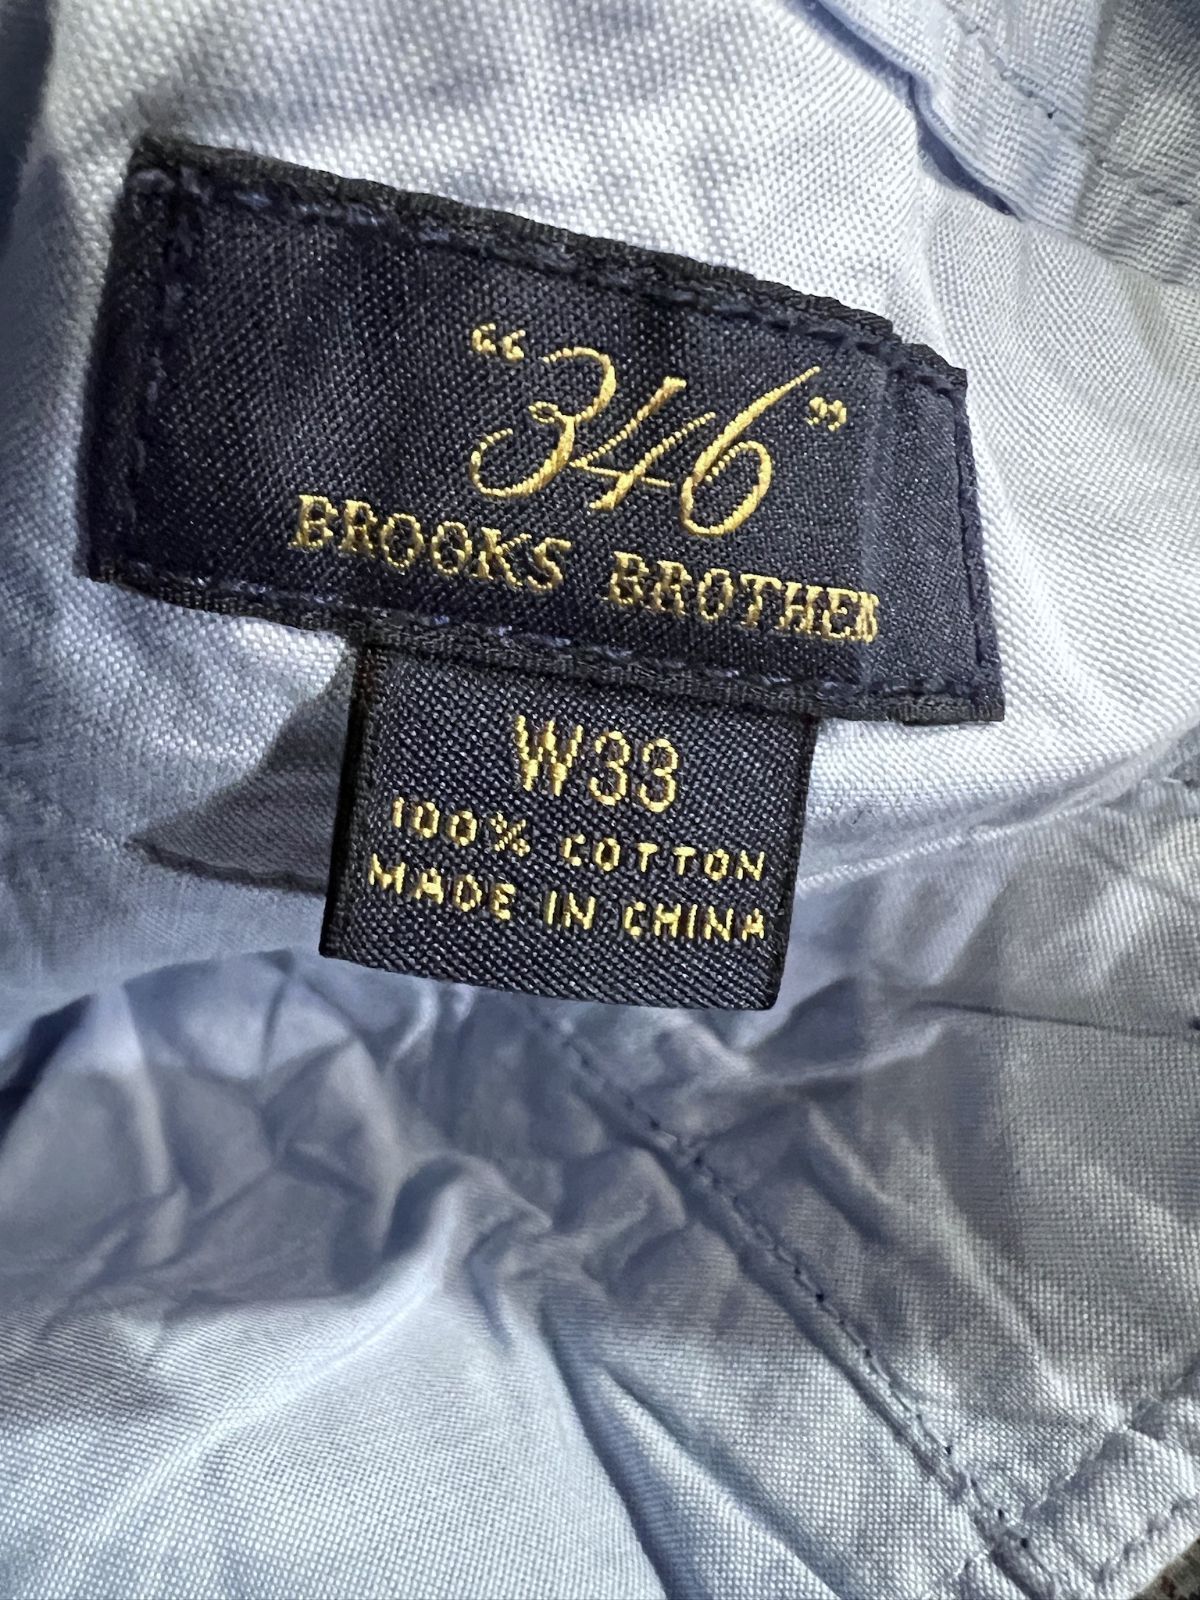 “346”
BROOKS BROTHER
W33
100% COTTON
MADE IN CHINA